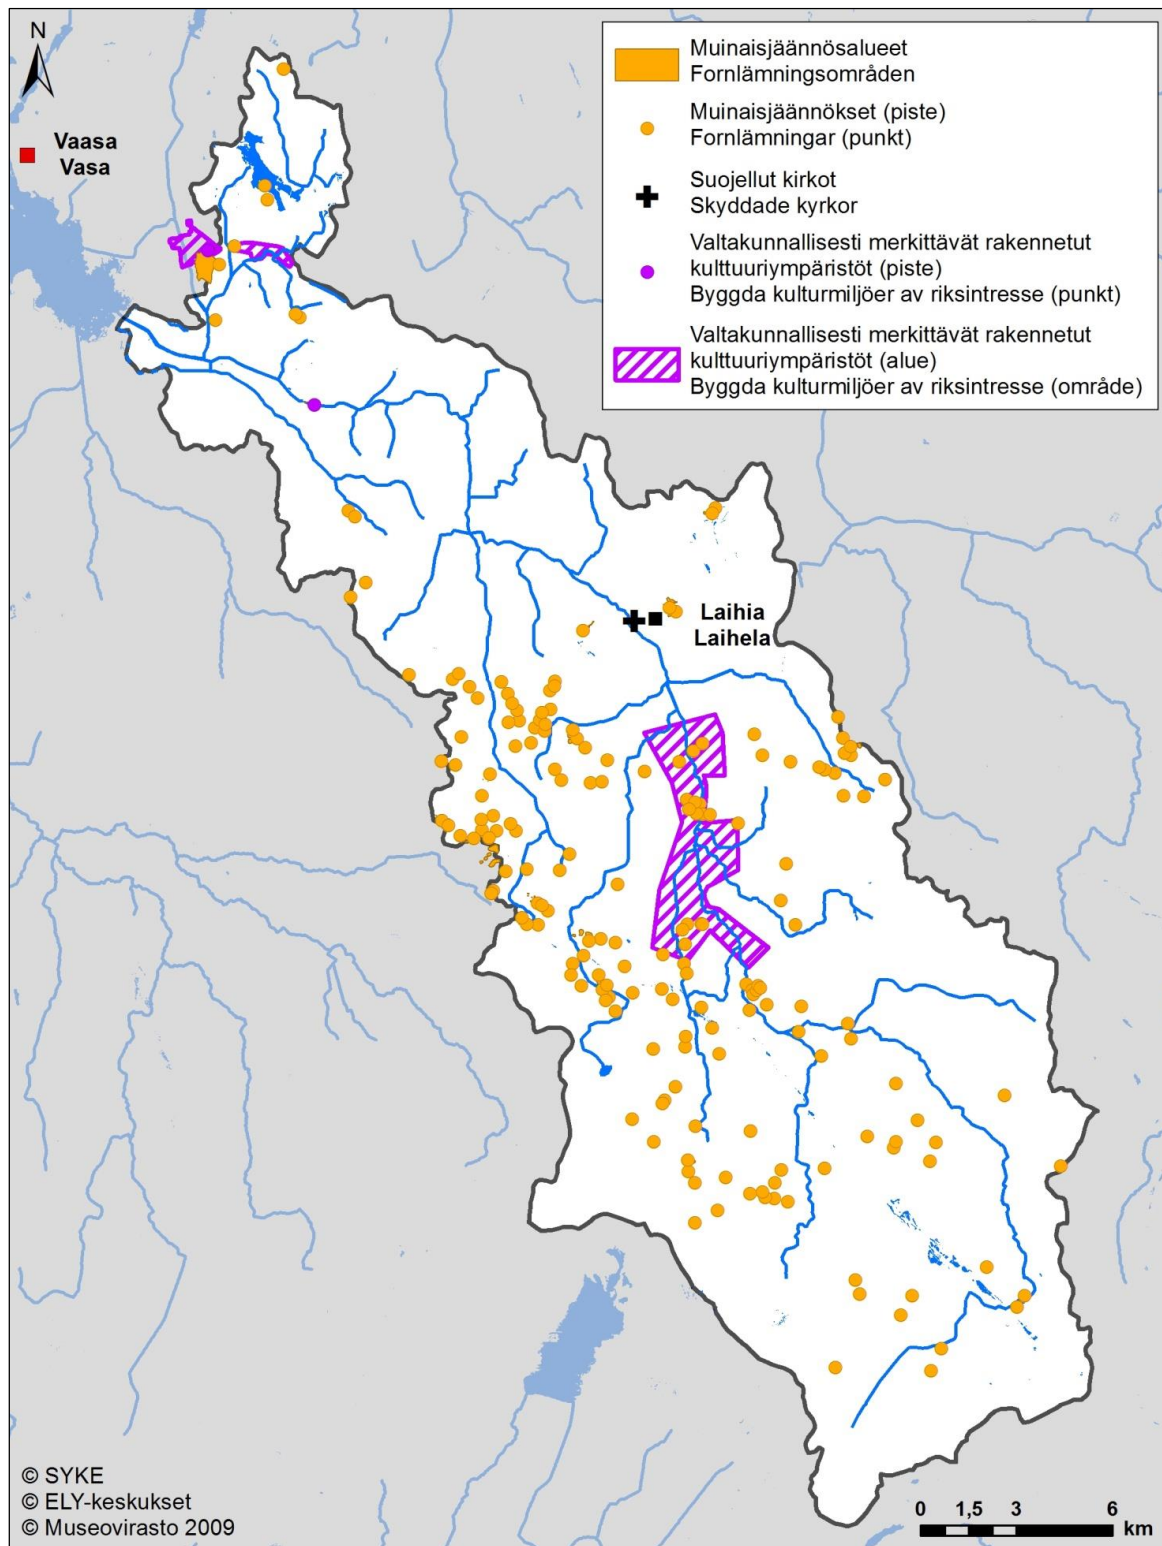 N
Vaasa
Vasa
Muinaisjäännösalueet
Fornlämningsområden
Muinaisjäännökset (piste)
Fornlämningar (punkt)
Suojellut kirkot
Skyddade kyrkor
Valtakunnallisesti merkittävät rakennetut
kulttuuriympäristöt (piste)
Byggda kulturmiljöer av riksintresse (punkt)
Valtakunnallisesti merkittävät rakennetut
kulttuuriympäristöt (alue)
Byggda kulturmiljöer av riksintresse (område)
Laihia
Laihela
© SYKE
© ELY-keskukset
© Museovirasto 2009
0 1,5 3 6
km